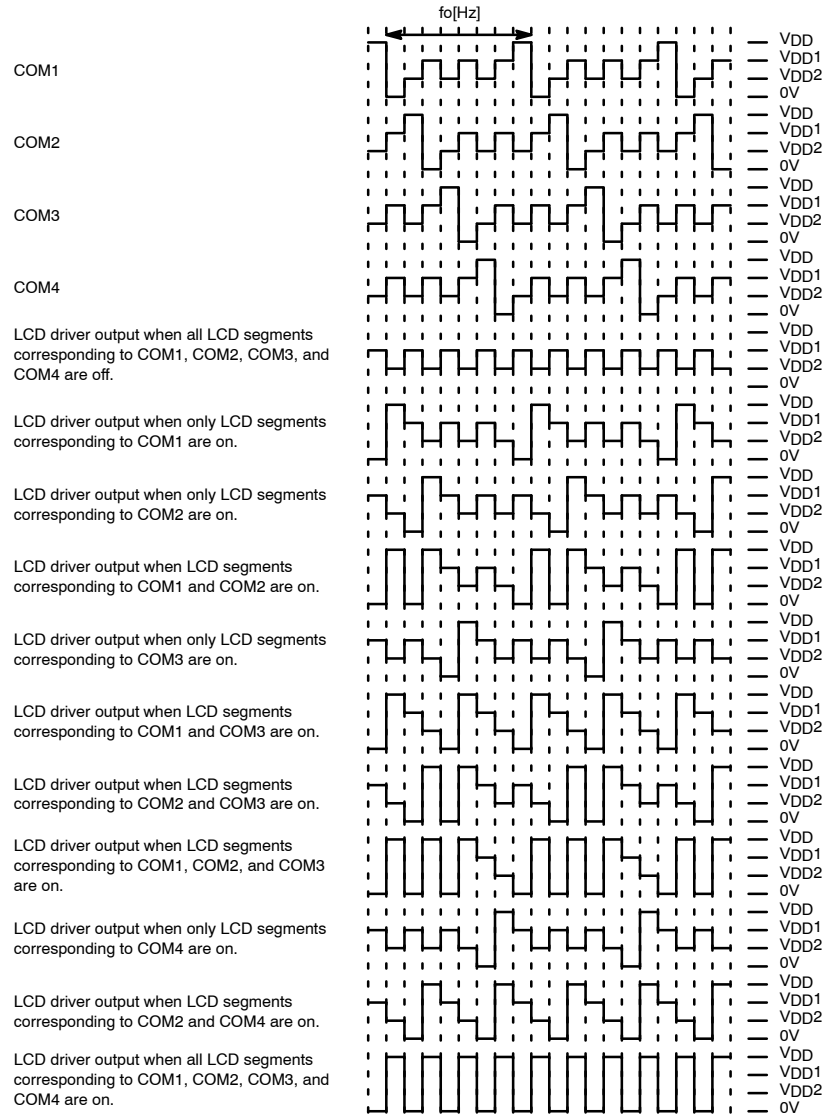 fo[Hz]
COM1
VDD
VDD1
VDD2
0V
COM2
VDD
VDD1
VDD2
0V
COM3
VDD
VDD1
VDD2
0V
COM4
VDD
VDD1
VDD2
0V
LCD driver output when all LCD segments
corresponding to COM1, COM2, COM3, and
COM4 are off.
VDD
VDD1
VDD2
0V
LCD driver output when only LCD segments
corresponding to COM1 are on.
VDD
VDD1
VDD2
0V
LCD driver output when only LCD segments
corresponding to COM2 are on.
VDD
VDD1
VDD2
0V
LCD driver output when LCD segments
corresponding to COM1 and COM2 are on.
VDD
VDD1
VDD2
0V
LCD driver output when only LCD segments
corresponding to COM3 are on.
VDD
VDD1
VDD2
0V
LCD driver output when LCD segments
corresponding to COM1 and COM3 are on.
VDD
VDD1
VDD2
0V
LCD driver output when LCD segments
corresponding to COM2 and COM3 are on.
VDD
VDD1
VDD2
0V
LCD driver output when LCD segments
corresponding to COM1, COM2, and COM3
are on.
VDD
VDD1
VDD2
0V
LCD driver output when only LCD segments
corresponding to COM4 are on.
VDD
VDD1
VDD2
0V
LCD driver output when LCD segments
corresponding to COM2 and COM4 are on.
VDD
VDD1
VDD2
0V
LCD driver output when all LCD segments
corresponding to COM1, COM2, COM3, and
COM4 are on.
VDD
VDD1
VDD2
0V